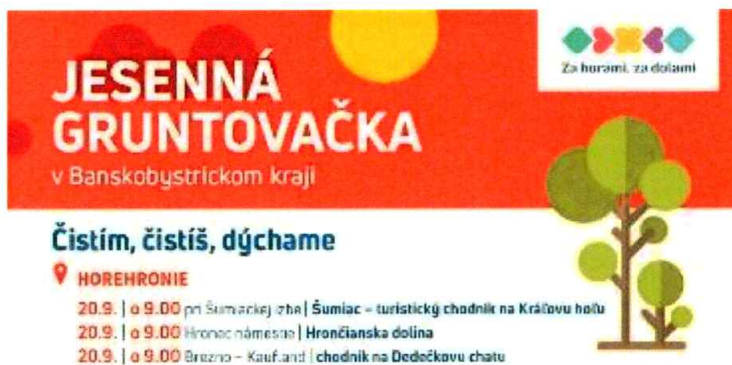 JESENNÁ
GRUNTOVAČKA
v Banskobystrickom kraji
Za horami, za dolami
Čistím, čistíš, dýchame
HOREHRONIE
20.9. | o 9.00 pri Šumiackej izbe | Šumiac – turistický chodník na Kráľovu hoľu
20.9. | o 9.00 Hronec námestie | Hrončianska dolina
20.9. | o 9.00 Brezno – Kaufland | chodník na Dedečkovu chatu